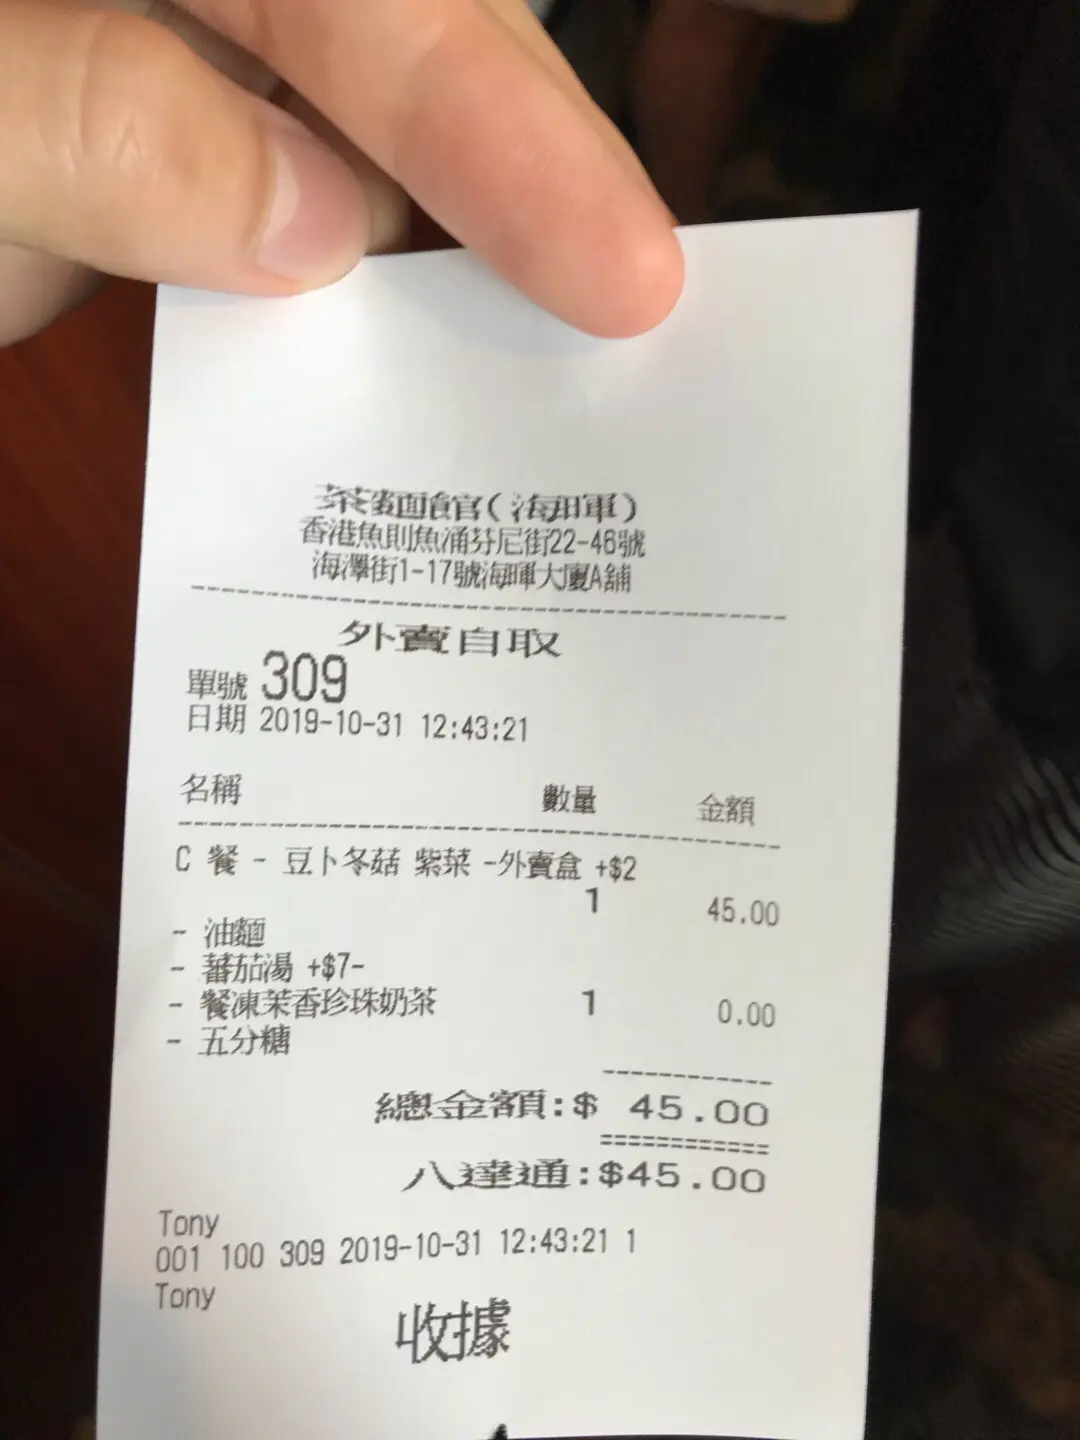 香港魚則魚涌芬尼街22-46號
海澤街1-17號海暉大廈A舖
外賣自取
單號 309
日期 2019-10-31 12:43:21
名稱 數量 金額
C 餐 - 豆卜冬菇 紫菜 -外賣盒 +$2
1 45.00
- 油麵
- 蕃茄湯 +$7-
- 餐凍茉香珍珠奶茶 1 0.00
- 五分糖
總金額:$ 45.00
八達通:$45.00
Tony
001 100 309 2019-10-31 12:43:21 1
Tony
收據